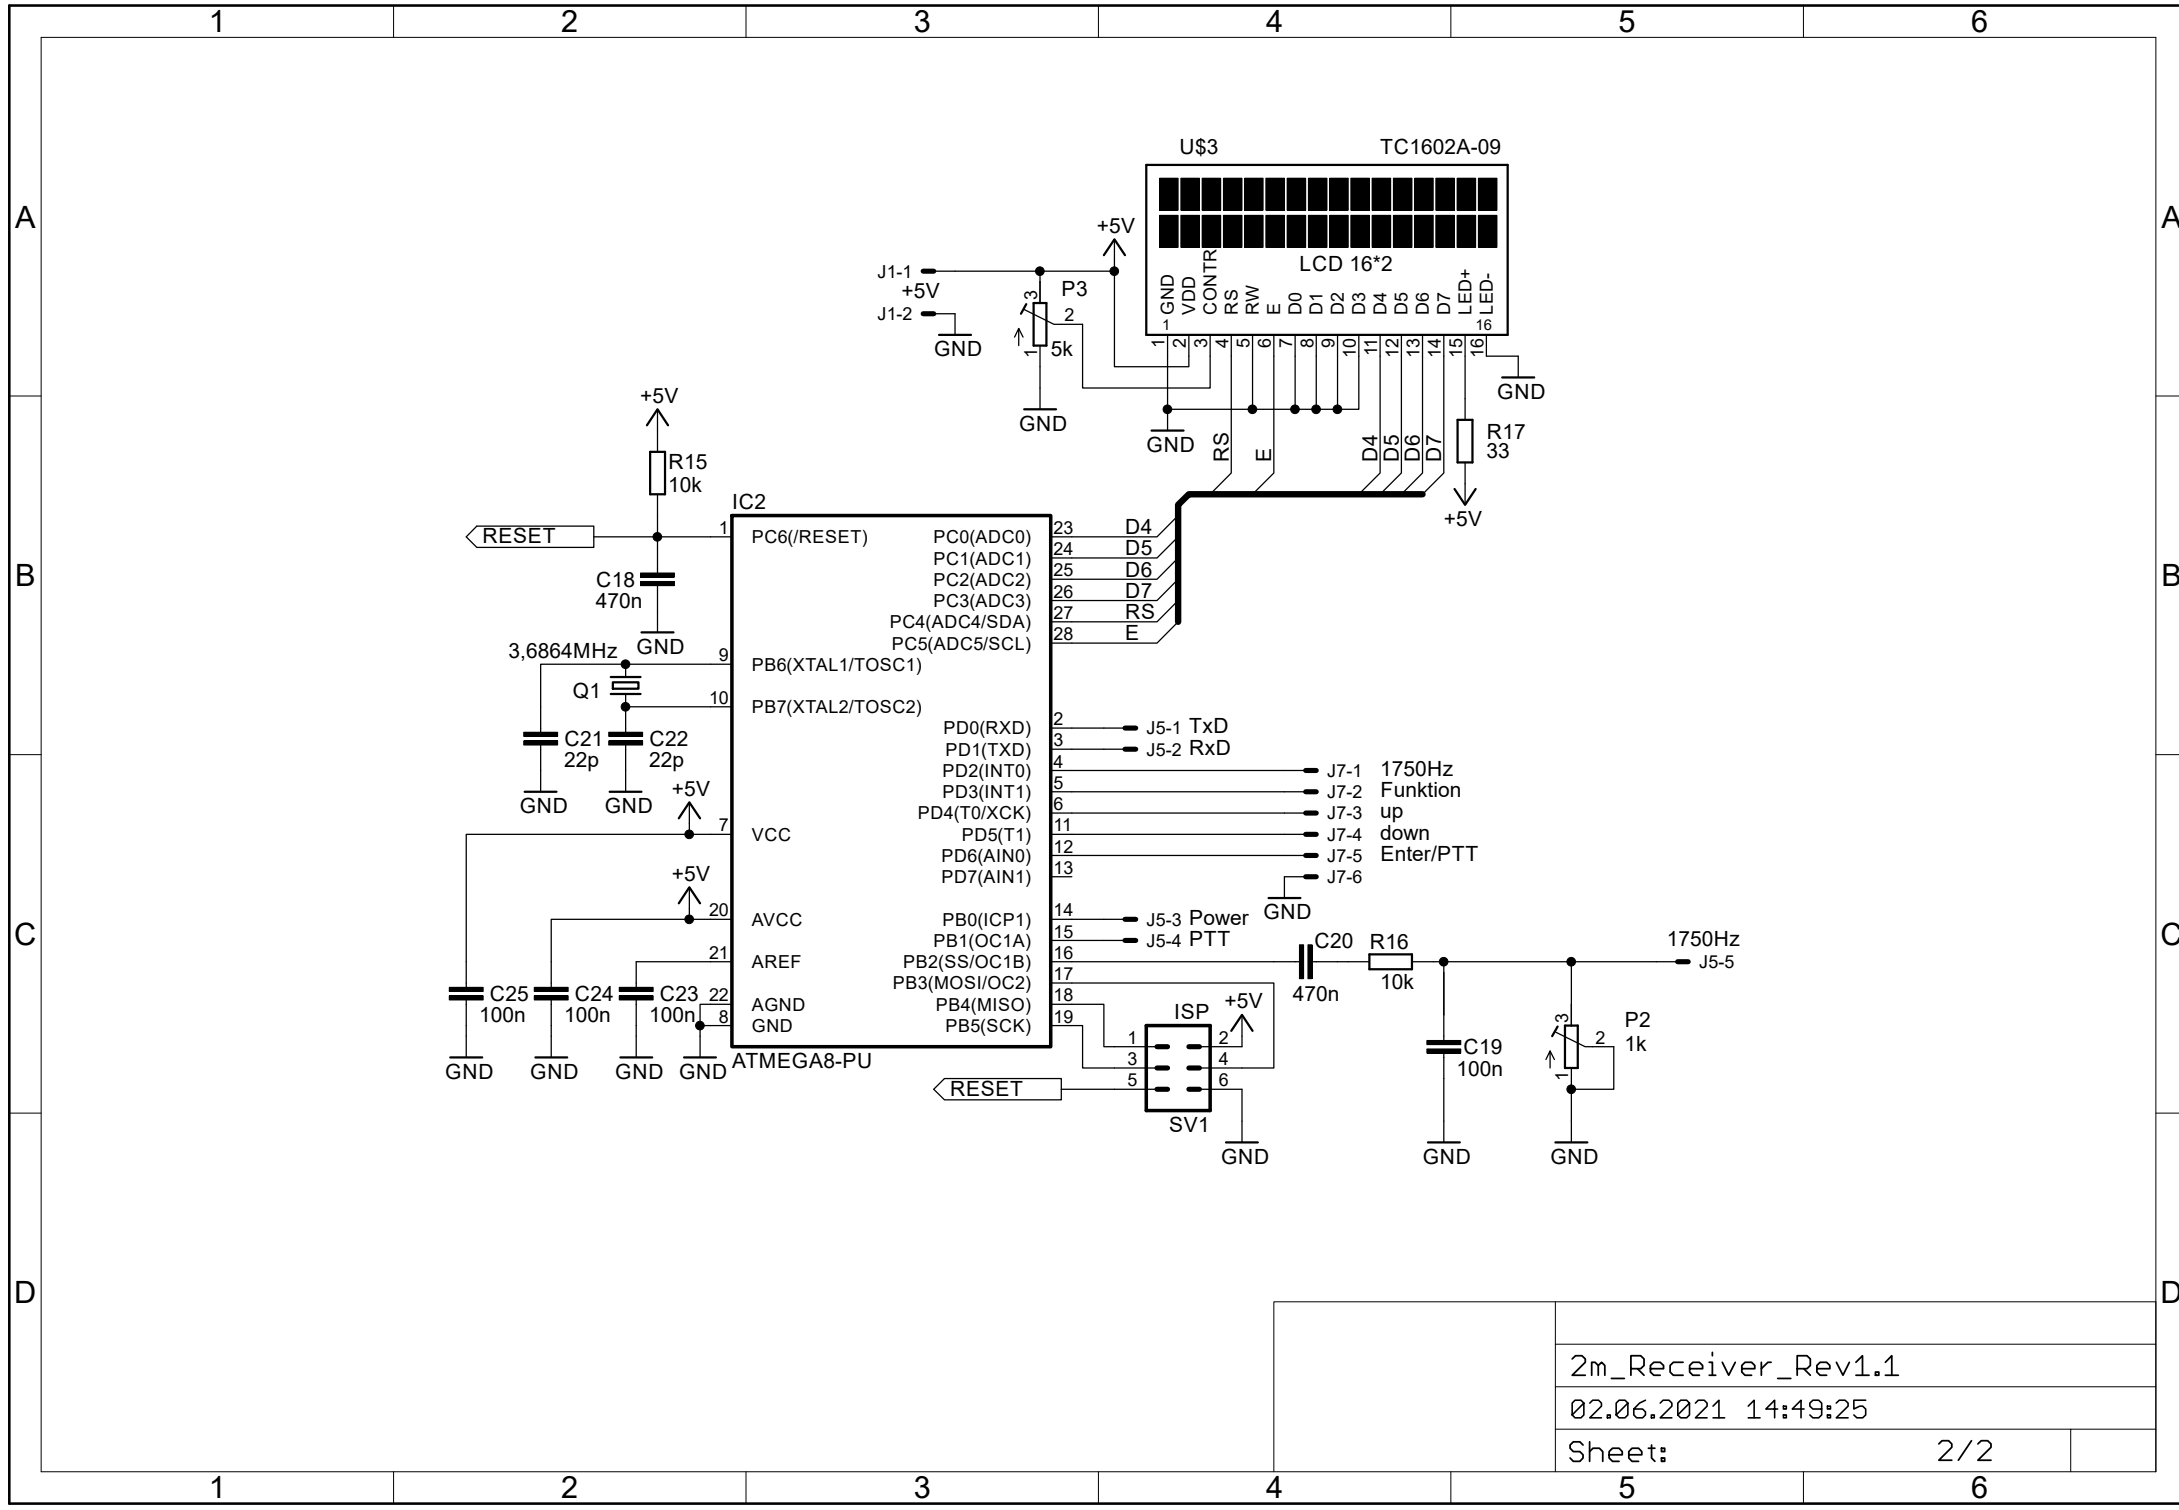 1 2 3 4 5 6
A A
B B
C C
D D
U$3 TC1602A-09
LCD 16*2
GND VDD CONTR RS RW E D0 D1 D2 D3 D4 D5 D6 D7 LED+ LED-
1 16
1 2 3 4 5 6 7 8 9 10 11 12 13 14 15 16
+5V
J1-1
+5V
J1-2
GND
P3
3
2
1
5k
GND
GND
GND
RS E D4 D5 D6 D7
R17
33
+5V
+5V
R15
10k
RESET
C18
470n
GND
3,6864MHz
Q1
C21
22p
C22
22p
GND GND
+5V
+5V
C25
100n
C24
100n
C23
100n
GND GND GND GND
IC2
1 PC6(/RESET)
9 PB6(XTAL1/TOSC1)
10 PB7(XTAL2/TOSC2)
7 VCC
20 AVCC
21 AREF
22 AGND
8 GND
PC0(ADC0) 23 D4
PC1(ADC1) 24 D5
PC2(ADC2) 25 D6
PC3(ADC3) 26 D7
PC4(ADC4/SDA) 27 RS
PC5(ADC5/SCL) 28 E
PD0(RXD) 2 J5-1 TxD
PD1(TXD) 3 J5-2 RxD
PD2(INT0) 4 J7-1 1750Hz
PD3(INT1) 5 J7-2 Funktion
PD4(T0/XCK) 6 J7-3 up
PD5(T1) 11 J7-4 down
PD6(AIN0) 12 J7-5 Enter/PTT
PD7(AIN1) 13 J7-6
GND
PB0(ICP1) 14 J5-3 Power
PB1(OC1A) 15 J5-4 PTT
PB2(SS/OC1B) 16
PB3(MOSI/OC2) 17
PB4(MISO) 18
PB5(SCK) 19
ATMEGA8-PU
C20
470n
R16
10k
1750Hz
J5-5
ISP
+5V
1 2
3 4
5 6
RESET
SV1
GND
C19
100n
GND
P2
1k
3
2
1
GND
2m_Receiver_Rev1.1
02.06.2021 14:49:25
Sheet: 2/2
1 2 3 4 5 6